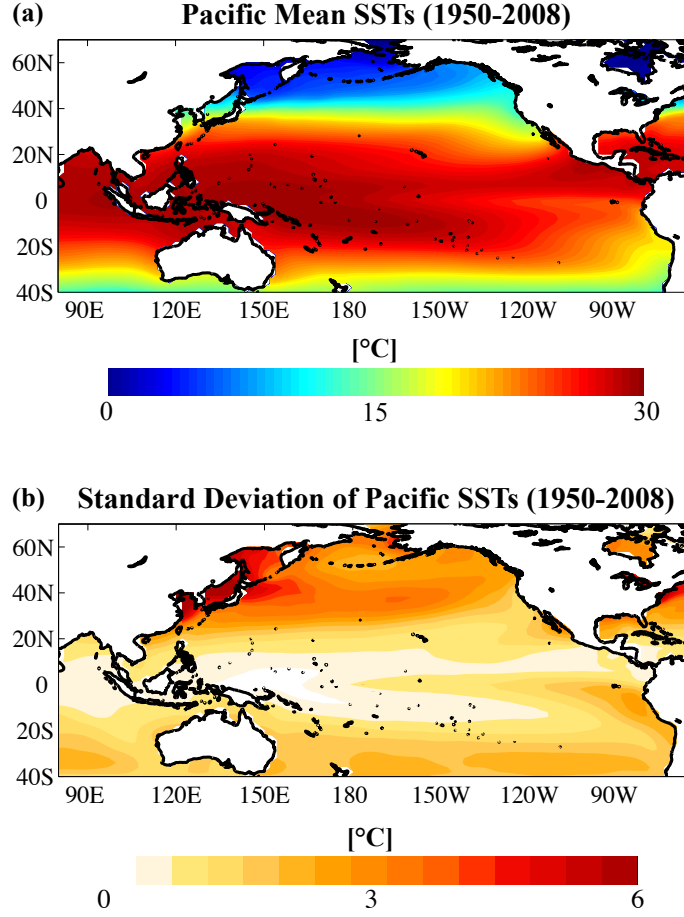 (a) Pacific Mean SSTs (1950-2008)
60N
40N
20N
0
20S
40S
90E 120E 150E 180 150W 120W 90W
[°C]
0 15 30
(b) Standard Deviation of Pacific SSTs (1950-2008)
60N
40N
20N
0
20S
40S
90E 120E 150E 180 150W 120W 90W
[°C]
0 3 6